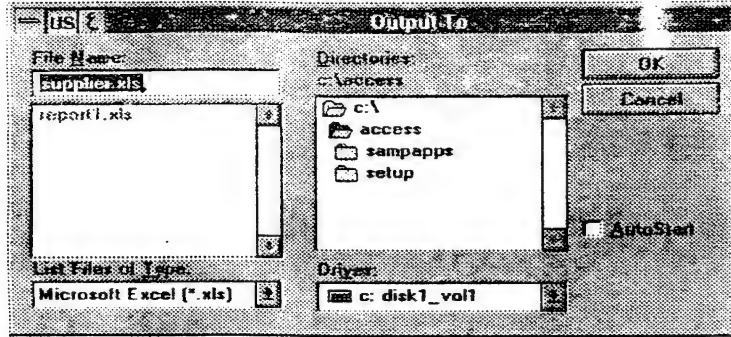 US ع Output To
File Name:
supplier.xls
report1.xls
List Files of Type:
Microsoft Excel (*.xls)
Directories:
c:\access
c:\
access
sampapps
setup
Drives:
c: disk1_vol1
OK
Cancel
AutoStart